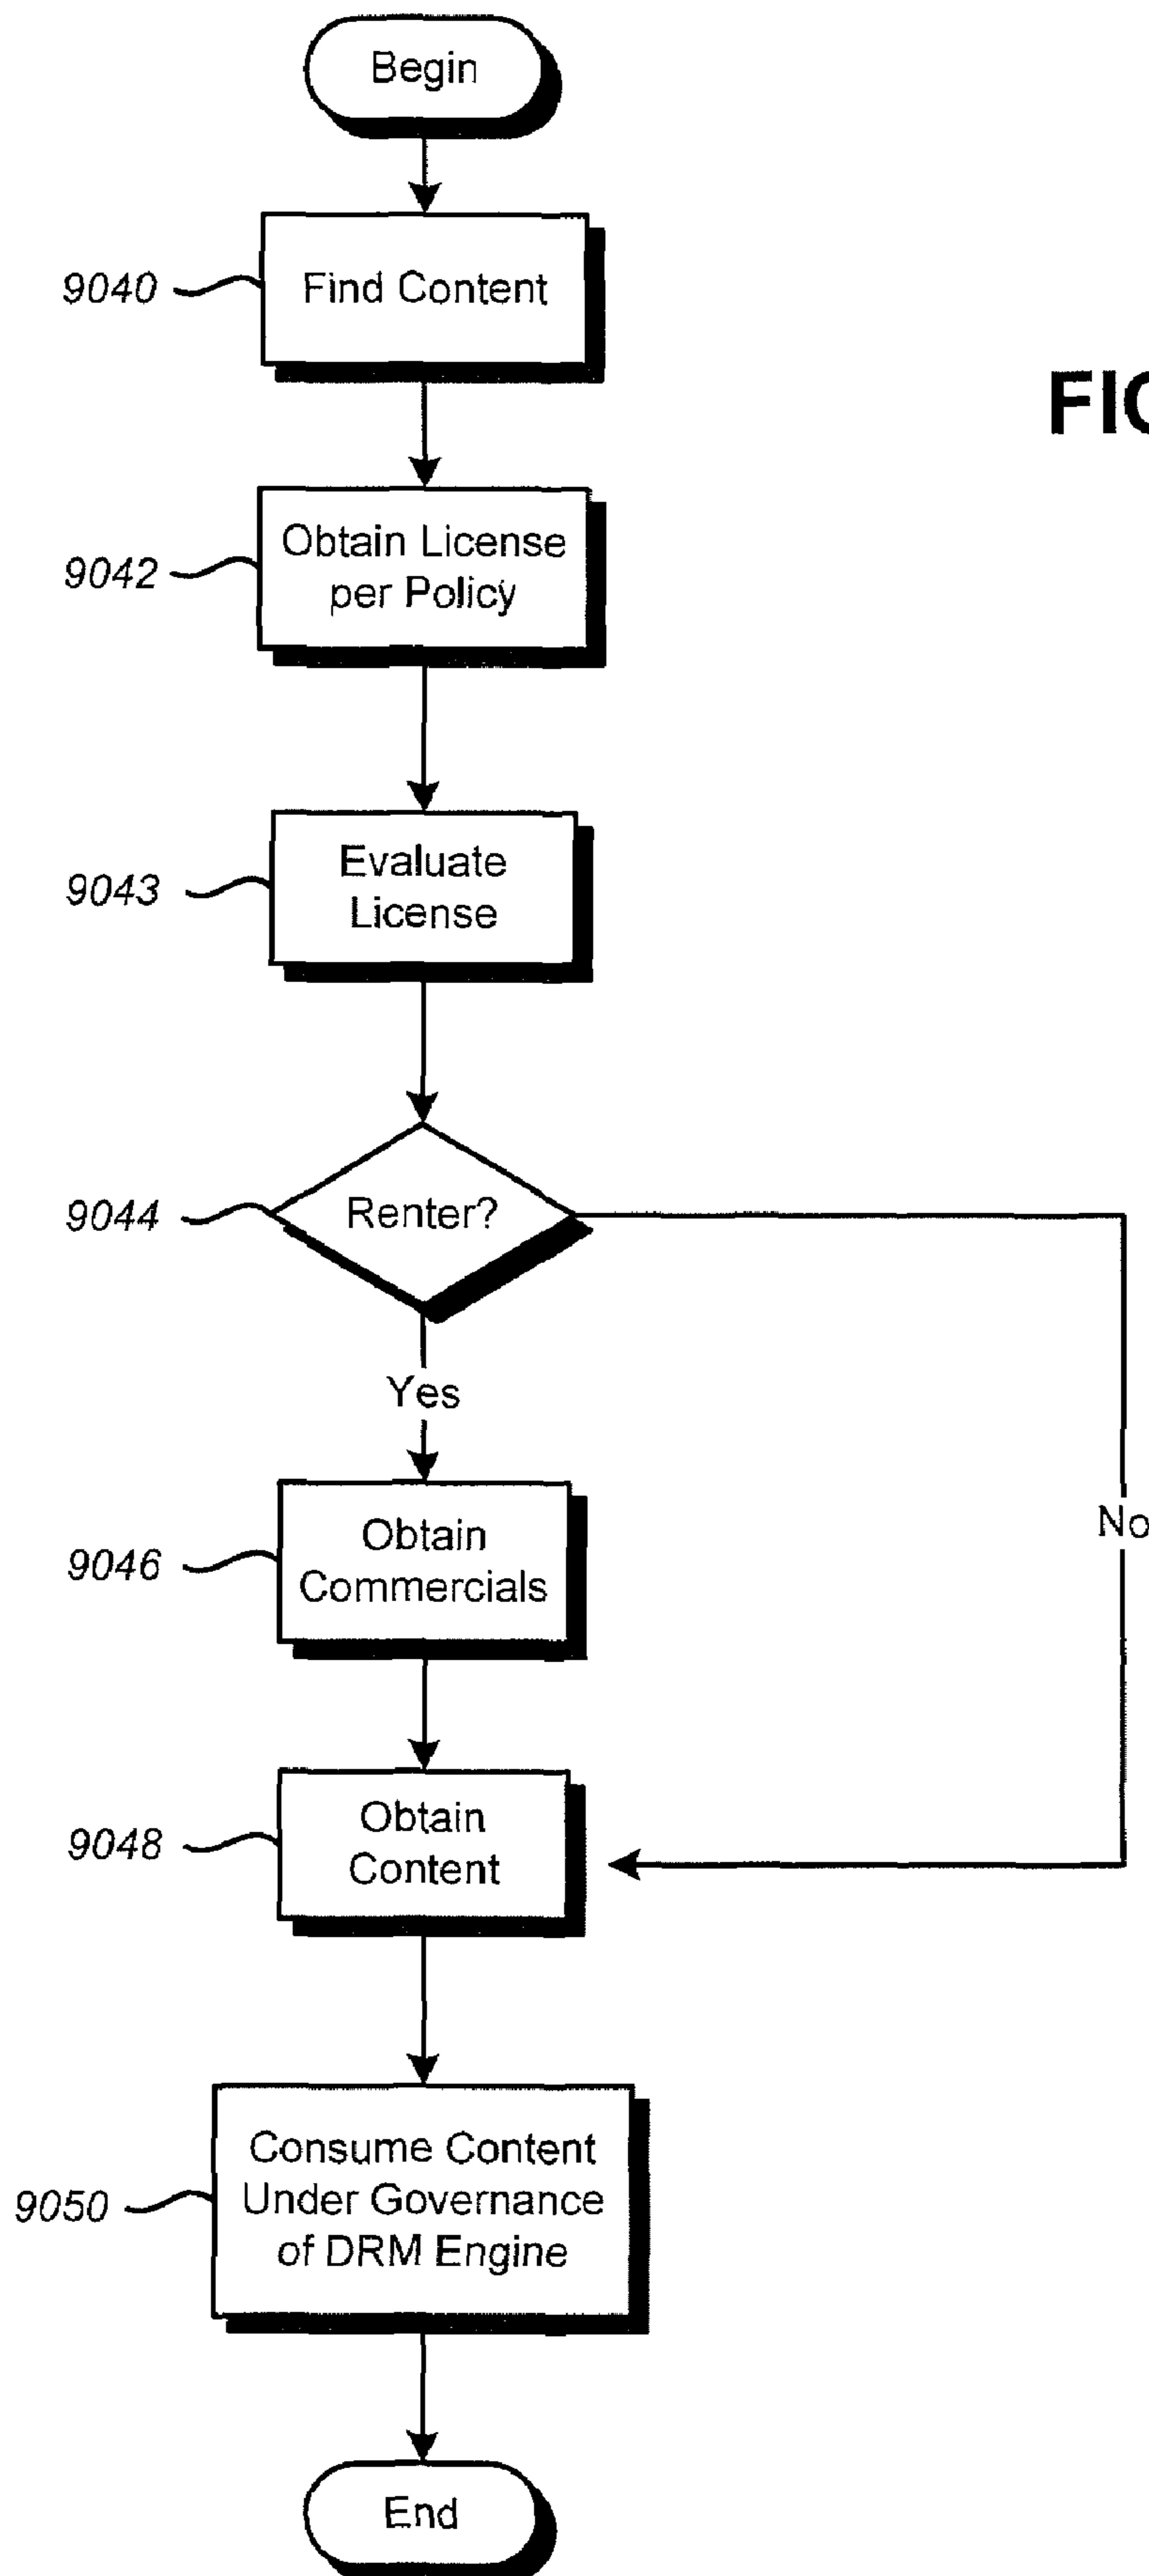 Begin
9040
Find Content
FIG
9042
Obtain License
per Policy
9043
Evaluate
License
9044
Renter?
Yes
No
9046
Obtain
Commercials
9048
Obtain
Content
9050
Consume Content
Under Governance
of DRM Engine
End